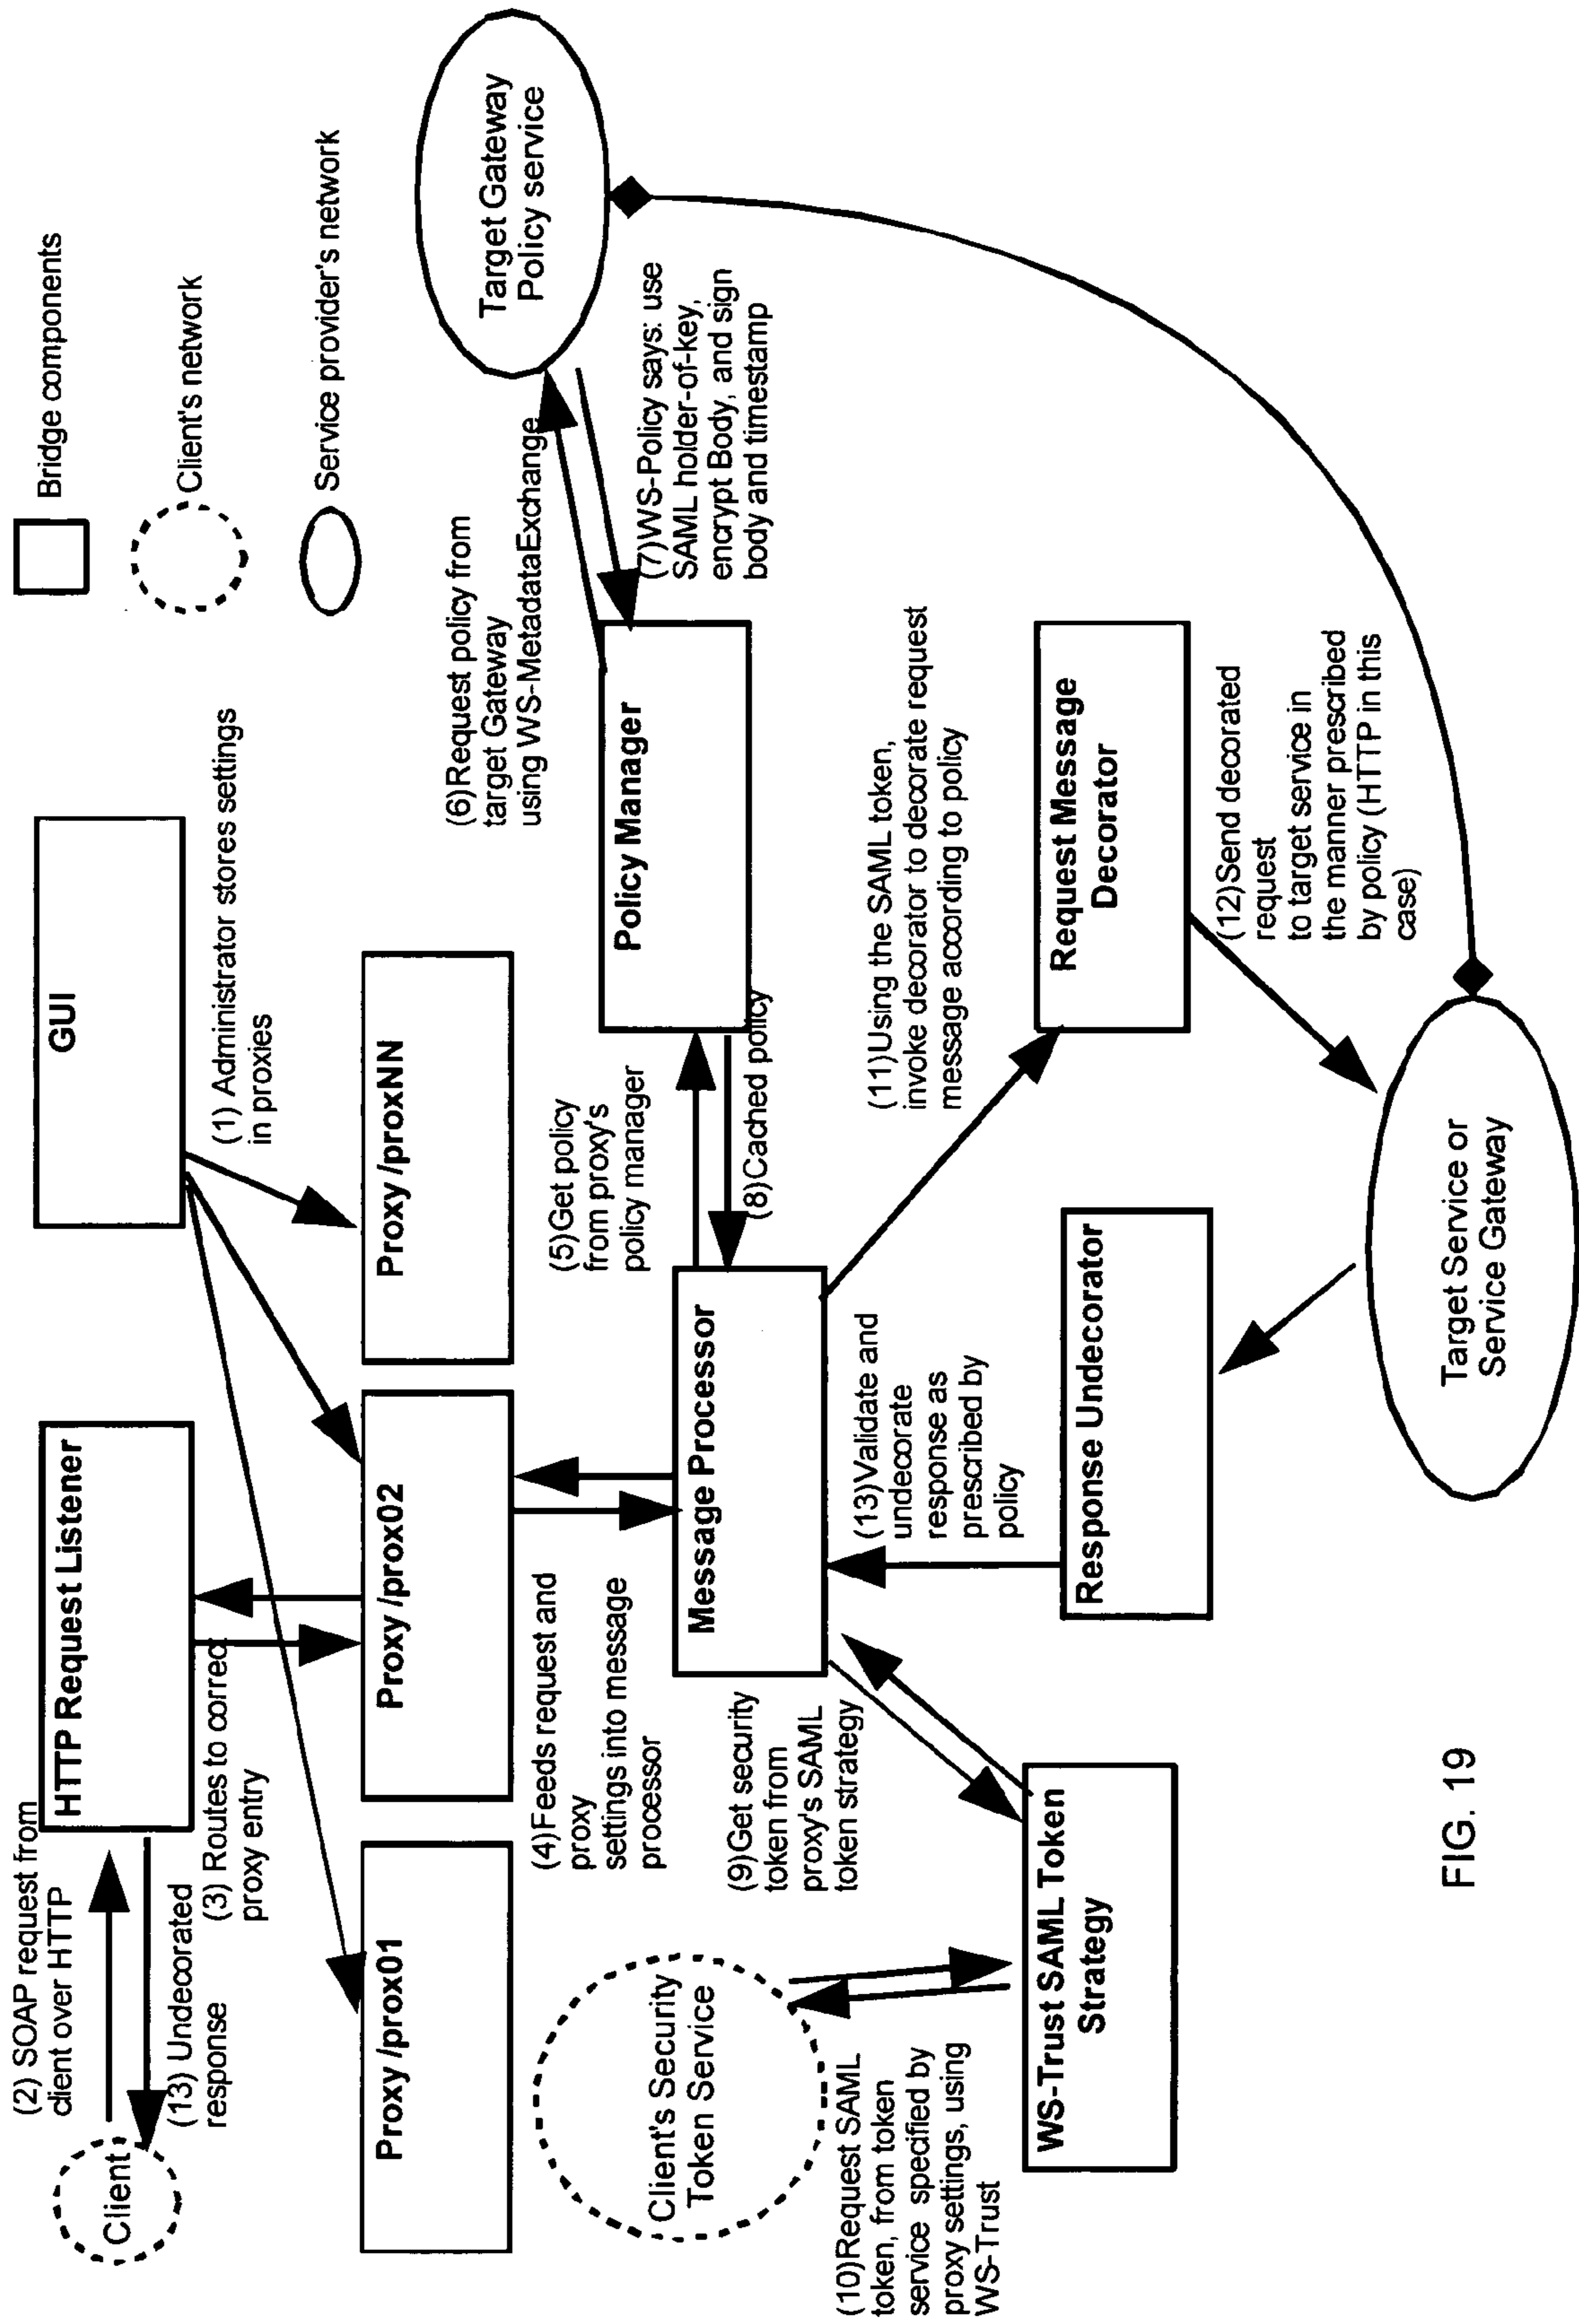 (2) SOAP request from
client over HTTP
Client
(13) Undecorated
response
HTTP Request Listener
(3) Routes to correct
proxy entry
GUI
(1) Administrator stores settings
in proxies
Bridge components
Client's network
Service provider's network
Proxy /prox01
Proxy /prox02
Proxy /proxNN
(4)Feeds request and
proxy
settings into message
processor
(5)Get policy
from proxy's
policy manager
(6)Request policy from
target Gateway
using WS-MetadataExchange
Target Gateway
Policy service
(7)WS-Policy says: use
SAML holder-of-key,
encrypt Body, and sign
body and timestamp
Policy Manager
(8)Cached policy
Message Processor
Client's Security
Token Service
(9)Get security
token from
proxy's SAML
token strategy
(10)Request SAML
token, from token
service specified by
proxy settings, using
WS-Trust
WS-Trust SAML Token
Strategy
(11)Using the SAML token,
invoke decorator to decorate request
message according to policy
Request Message
Decorator
(12)Send decorated
request
to target service in
the manner prescribed
by policy (HTTP in this
case)
(13)Validate and
undecorate
response as
prescribed by
policy
Response Undecorator
Target Service or
Service Gateway
FIG. 19